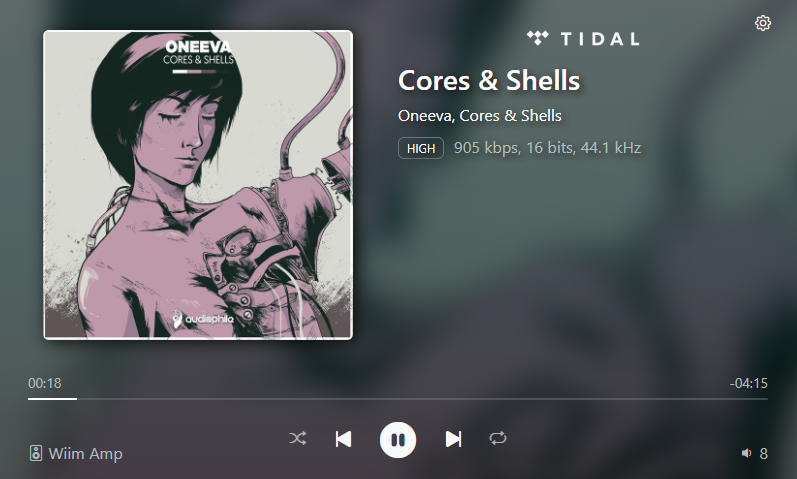 ONEEVA
CORES & SHELLS
audiophila
TIDAL
Cores & Shells
Oneeva, Cores & Shells
HIGH 905 kbps, 16 bits, 44.1 kHz
00:18 -04:15
Wiim Amp 8